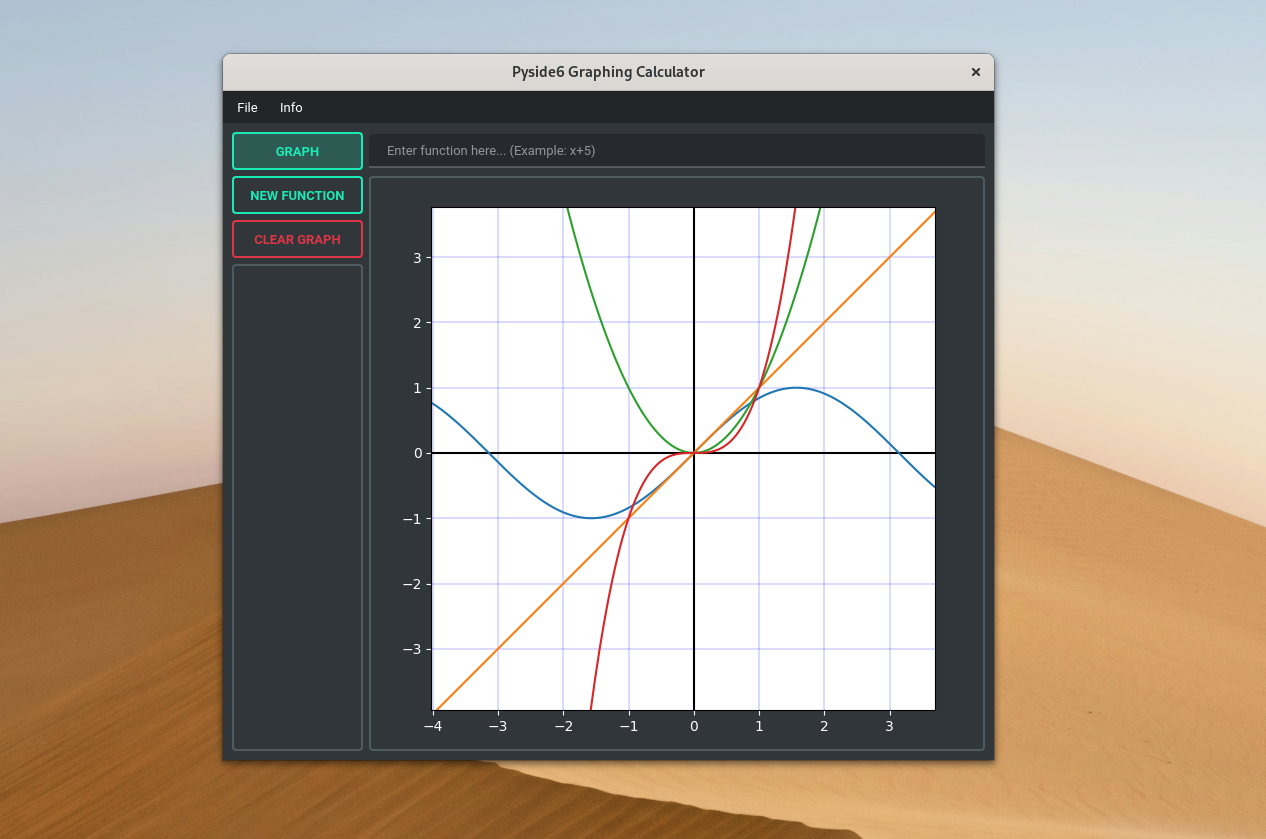 Pyside6 Graphing Calculator ×
File Info
GRAPH
Enter function here... (Example: x+5)
NEW FUNCTION
CLEAR GRAPH
3
2
1
0
−1
−2
−3
−4 −3 −2 −1 0 1 2 3